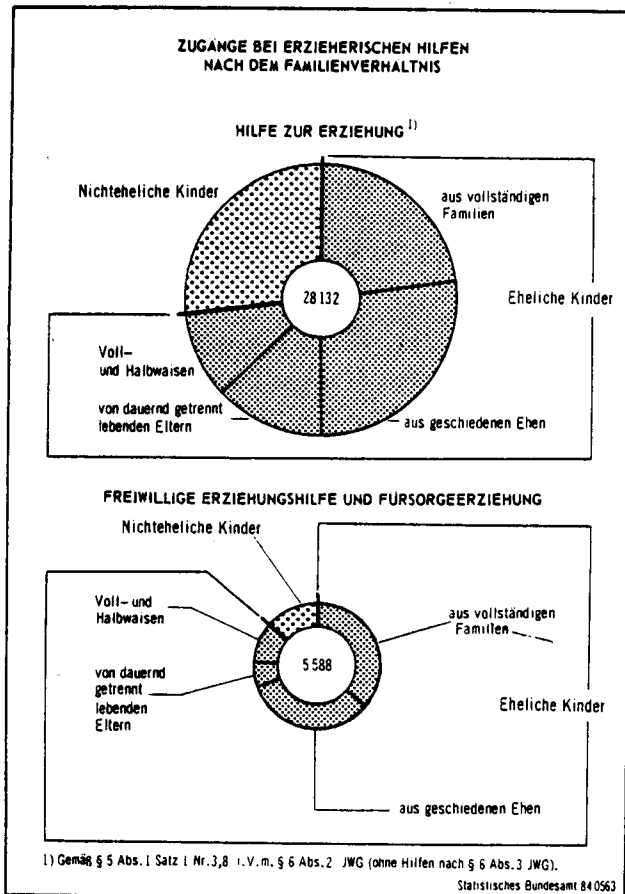 ZUGÄNGE BEI ERZIEHERISCHEN HILFEN
NACH DEM FAMILIENVERHÄLTNIS
HILFE ZUR ERZIEHUNG 1)
Nichteheliche Kinder
aus vollständigen
Familien
28 132
Eheliche Kinder
Voll-
und Halbwaisen
von dauernd getrennt
lebenden Eltern
aus geschiedenen Ehen
FREIWILLIGE ERZIEHUNGSHILFE UND FÜRSORGEERZIEHUNG
Nichteheliche Kinder
Voll- und
Halbwaisen
aus vollständigen
Familien
5 588
von dauernd
getrennt
lebenden
Eltern
Eheliche Kinder
aus geschiedenen Ehen
1) Gemäß § 5 Abs. 1 Satz 1 Nr. 3,8 i.V.m. § 6 Abs. 2 JWG (ohne Hilfen nach § 6 Abs. 3 JWG).
Statistisches Bundesamt 84 0563